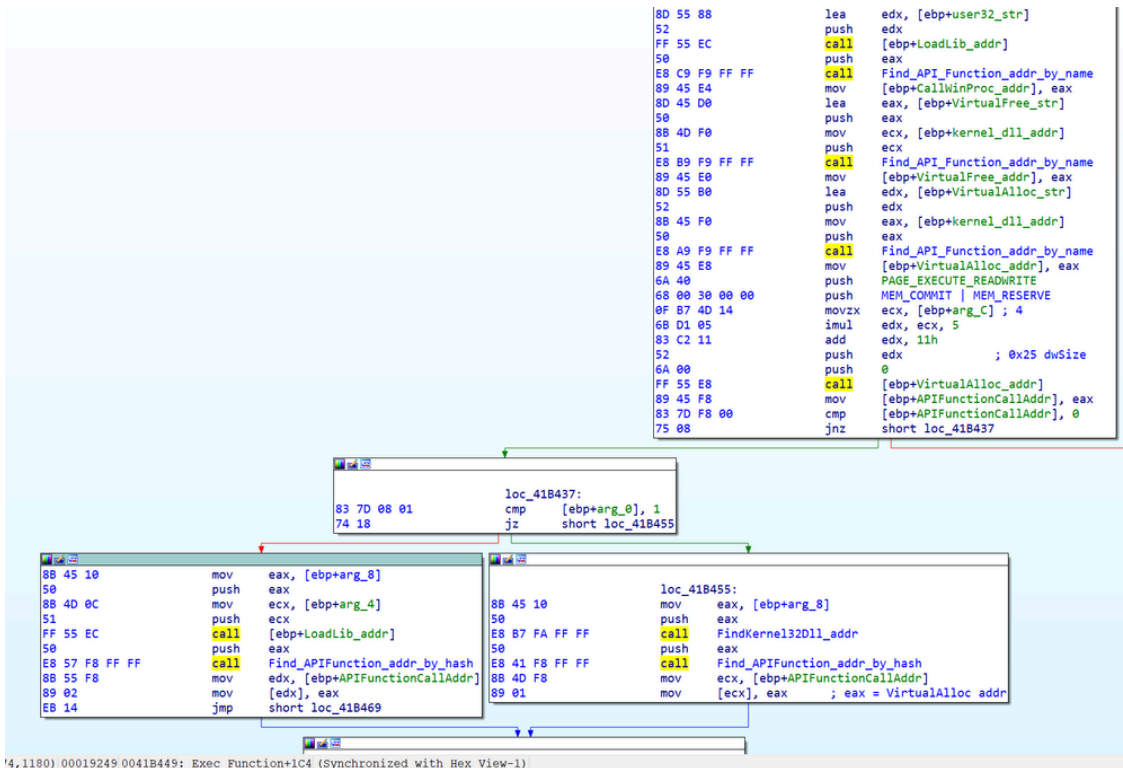 8D 55 88 lea edx, [ebp+user32_str]
52 push edx
FF 55 EC call [ebp+LoadLib_addr]
50 push eax
E8 C9 F9 FF FF call Find_API_Function_addr_by_name
89 45 E4 mov [ebp+CallWinProc_addr], eax
8D 45 D0 lea eax, [ebp+VirtualFree_str]
50 push eax
8B 4D F0 mov ecx, [ebp+kernel_dll_addr]
51 push ecx
E8 B9 F9 FF FF call Find_API_Function_addr_by_name
89 45 E0 mov [ebp+VirtualFree_addr], eax
8D 55 B0 lea edx, [ebp+VirtualAlloc_str]
52 push edx
8B 45 F0 mov eax, [ebp+kernel_dll_addr]
50 push eax
E8 A9 F9 FF FF call Find_API_Function_addr_by_name
89 45 E8 mov [ebp+VirtualAlloc_addr], eax
6A 40 push PAGE_EXECUTE_READWRITE
68 00 30 00 00 push MEM_COMMIT | MEM_RESERVE
0F B7 4D 14 movzx ecx, [ebp+arg_C] ; 4
6B D1 05 imul edx, ecx, 5
83 C2 11 add edx, 11h
52 push edx ; 0x25 dwSize
6A 00 push 0
FF 55 E8 call [ebp+VirtualAlloc_addr]
89 45 F8 mov [ebp+APIFunctionCallAddr], eax
83 7D F8 00 cmp [ebp+APIFunctionCallAddr], 0
75 08 jnz short loc_41B437
loc_41B437:
83 7D 08 01 cmp [ebp+arg_0], 1
74 18 jz short loc_41B455
8B 45 10 mov eax, [ebp+arg_8]
50 push eax
8B 4D 0C mov ecx, [ebp+arg_4]
51 push ecx
FF 55 EC call [ebp+LoadLib_addr]
50 push eax
E8 57 F8 FF FF call Find_APIFunction_addr_by_hash
8B 55 F8 mov edx, [ebp+APIFunctionCallAddr]
89 02 mov [edx], eax
EB 14 jmp short loc_41B469
loc_41B455:
8B 45 10 mov eax, [ebp+arg_8]
50 push eax
E8 B7 FA FF FF call FindKernel32Dll_addr
50 push eax
E8 41 F8 FF FF call Find_APIFunction_addr_by_hash
8B 4D F8 mov ecx, [ebp+APIFunctionCallAddr]
89 01 mov [ecx], eax ; eax = VirtualAlloc addr
4,1180) 00019249 0041B449: Exec Function+1C4 (Synchronized with Hex View-1)